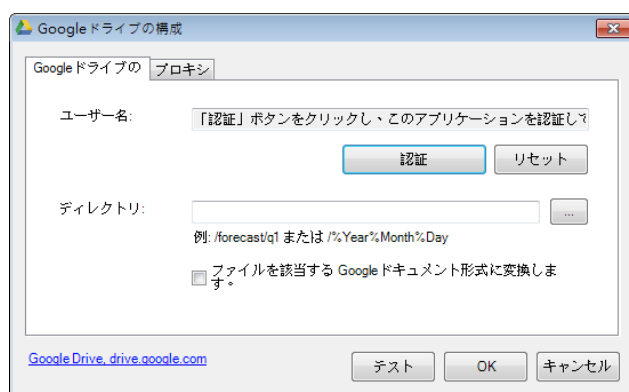 Googleドライブの構成
Googleドライブの プロキシ
ユーザー名: 「認証」ボタンをクリックし、このアプリケーションを認証して
認証 リセット
ディレクトリ: ...
例: /forecast/q1 または /%Year%Month%Day
ファイルを該当する Googleドキュメント形式に変換しま
す。
Google Drive, drive.google.com テスト OK キャンセル